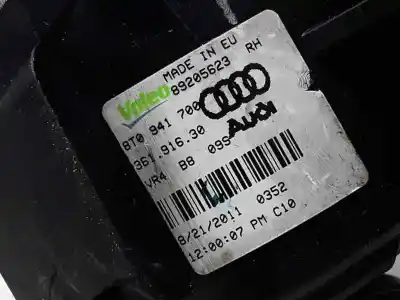 MADE IN EU
Valeo 89205623 RH
8T0 941 700
Audi
361.916.30
VR4 B8 09S
8/21/2011 0352
12:00:07 PM C10